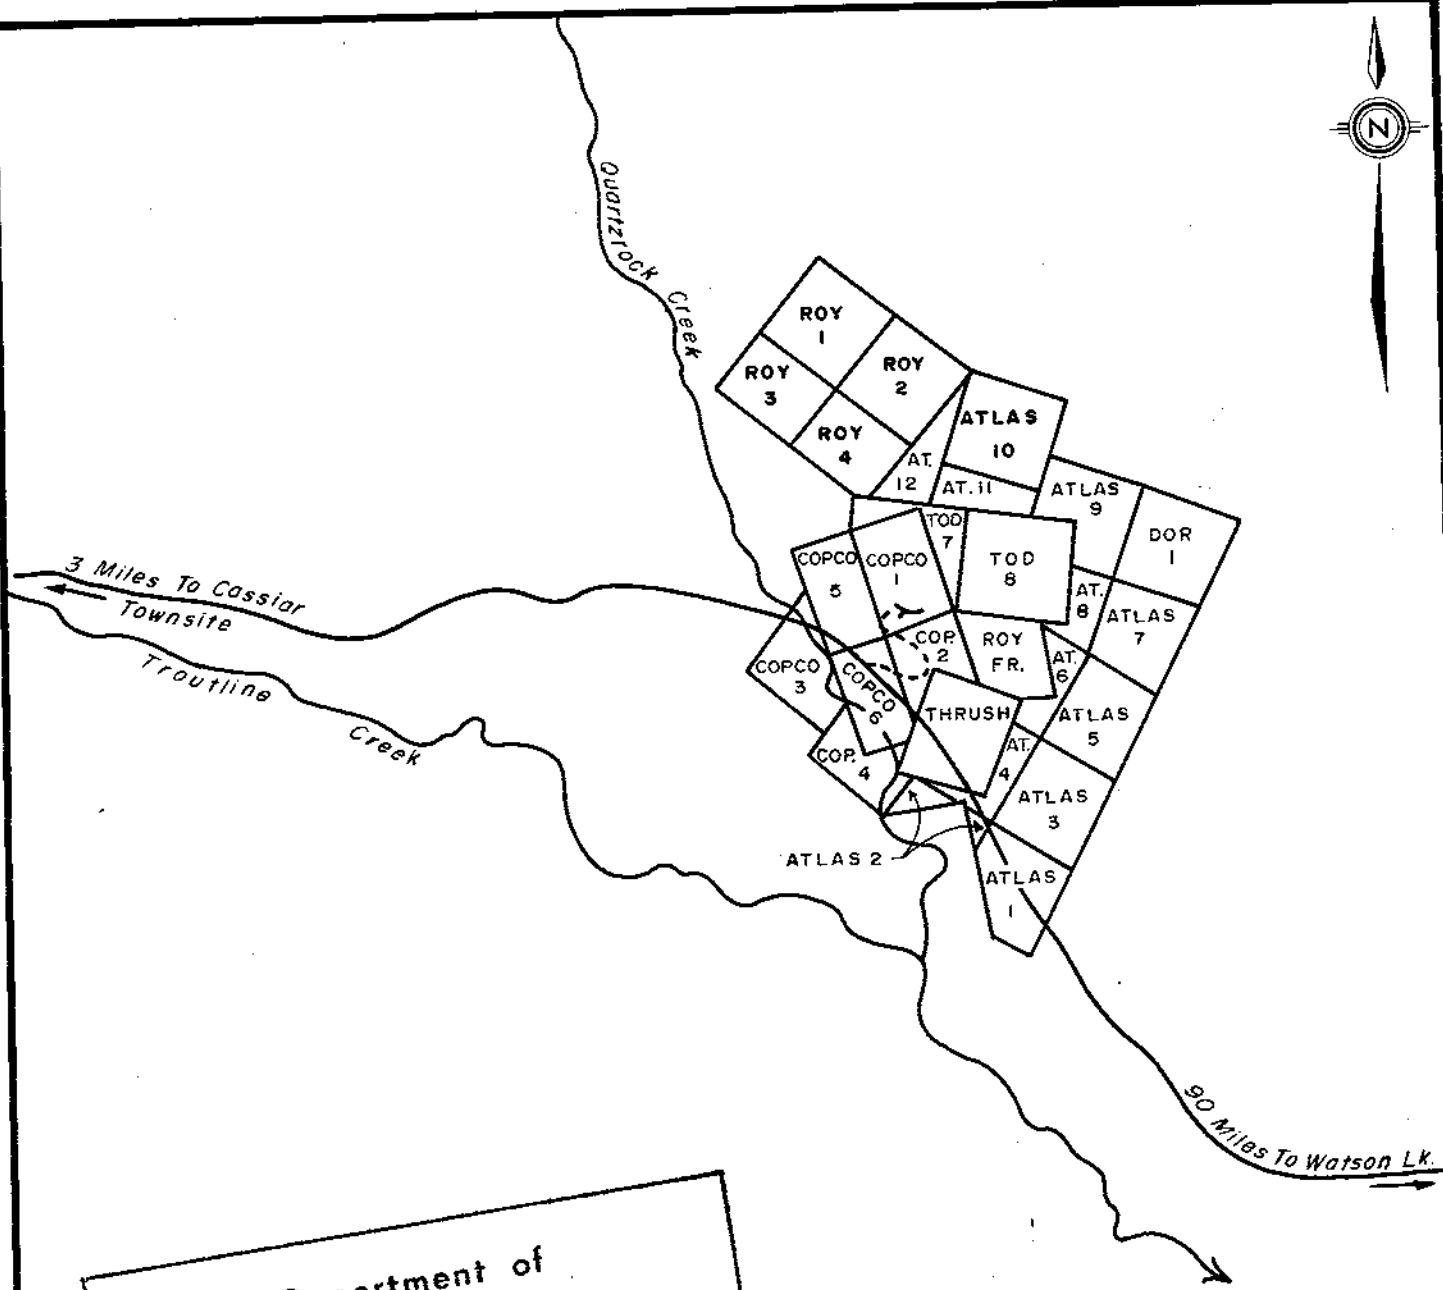 N
Quartzrock Creek
ROY
1
ROY
2
ROY
3
ROY
4
ATLAS
10
AT.
12
AT. 11
ATLAS
9
DOR
1
TOD
7
TOD
8
COPCO
5
COPCO
1
AT.
8
ATLAS
7
COP.
2
ROY
FR.
AT.
6
COPCO
3
COPCO
6
THRUSH
ATLAS
5
AT.
4
COP.
4
ATLAS
3
ATLAS 2
ATLAS
1
3 Miles To Cassiar
Townsite
Troutline
Creek
90 Miles To Watson Lk.
of